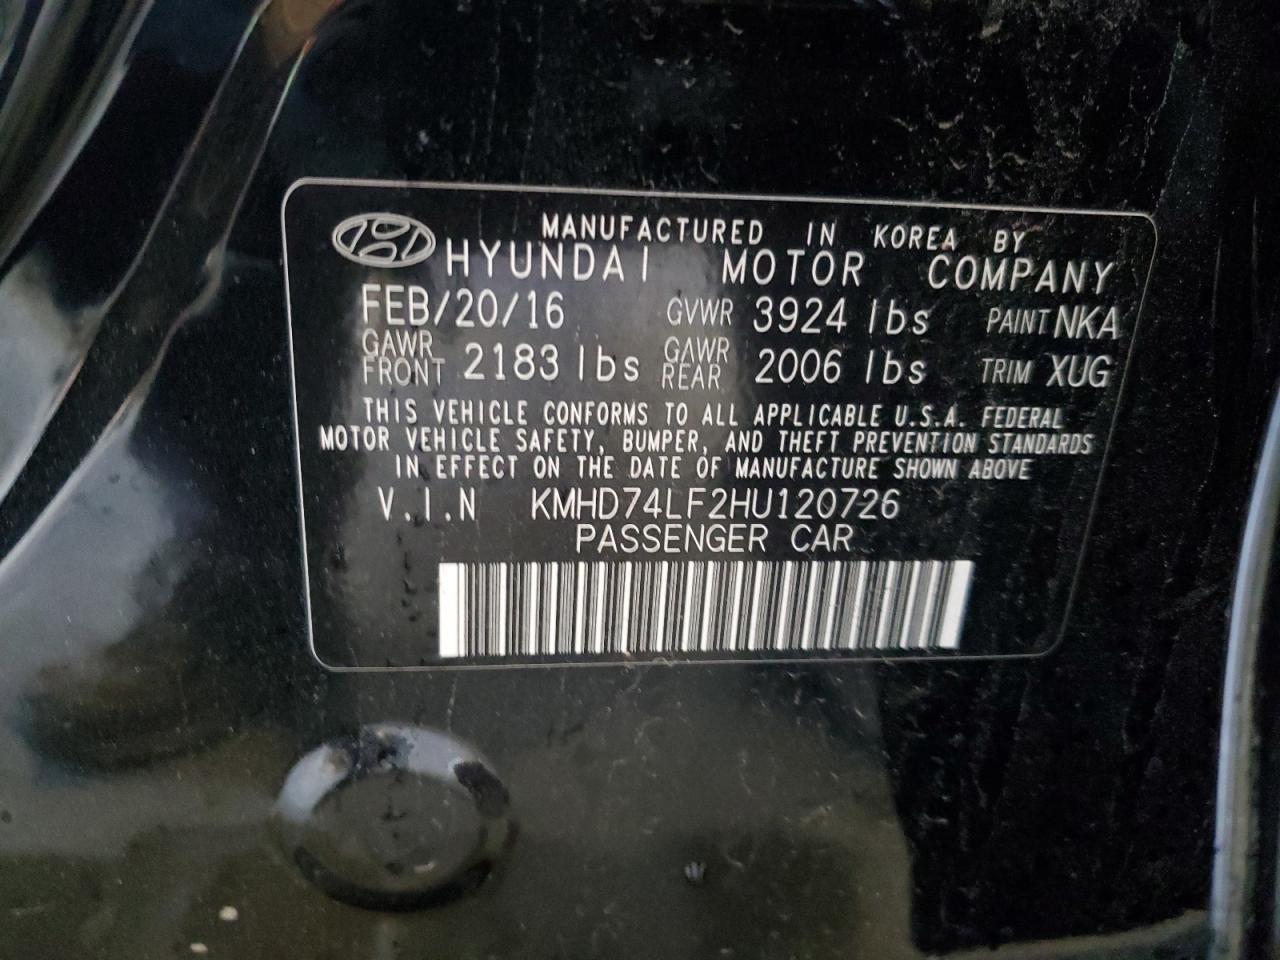 MANUFACTURED IN KOREA BY
HYUNDAI MOTOR COMPANY
FEB/20/16 GVWR 3924 lbs PAINT NKA
GAWR FRONT 2183 lbs GAWR REAR 2006 lbs TRIM XUG
THIS VEHICLE CONFORMS TO ALL APPLICABLE U.S.A. FEDERAL
MOTOR VEHICLE SAFETY, BUMPER, AND THEFT PREVENTION STANDARDS
IN EFFECT ON THE DATE OF MANUFACTURE SHOWN ABOVE
V.I.N KMHD74LF2HU120726
PASSENGER CAR